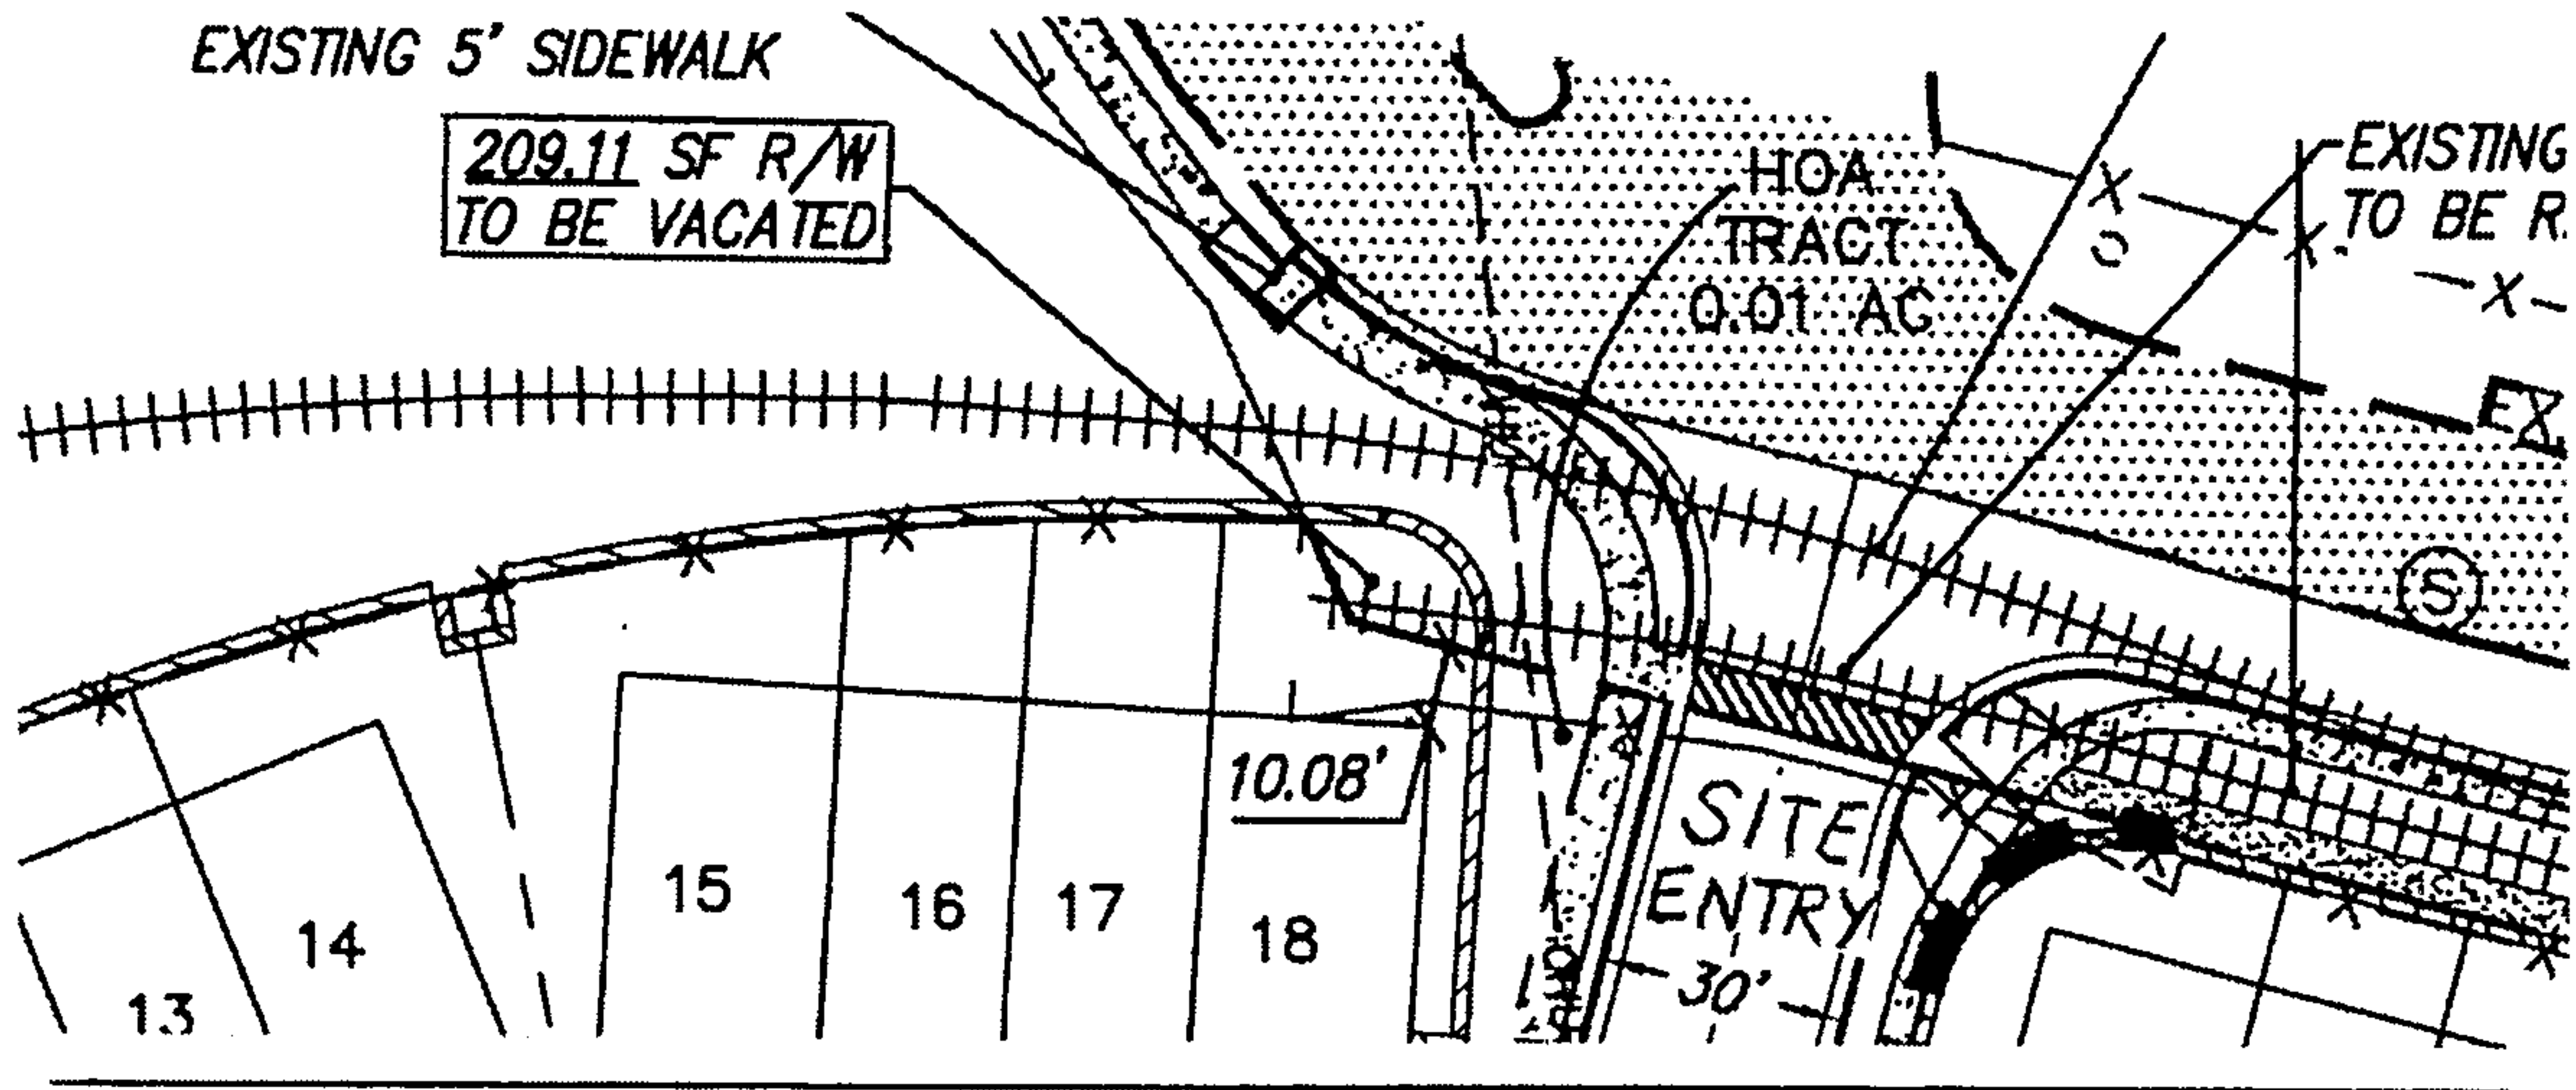 EXISTING 5' SIDEWALK
209.11 SF R/W
TO BE VACATED
HOA
TRACT
0.01 AC
EXISTING
TO BE R
EX
S
10.08'
SITE
ENTRY
30'
13
14
15
16
17
18